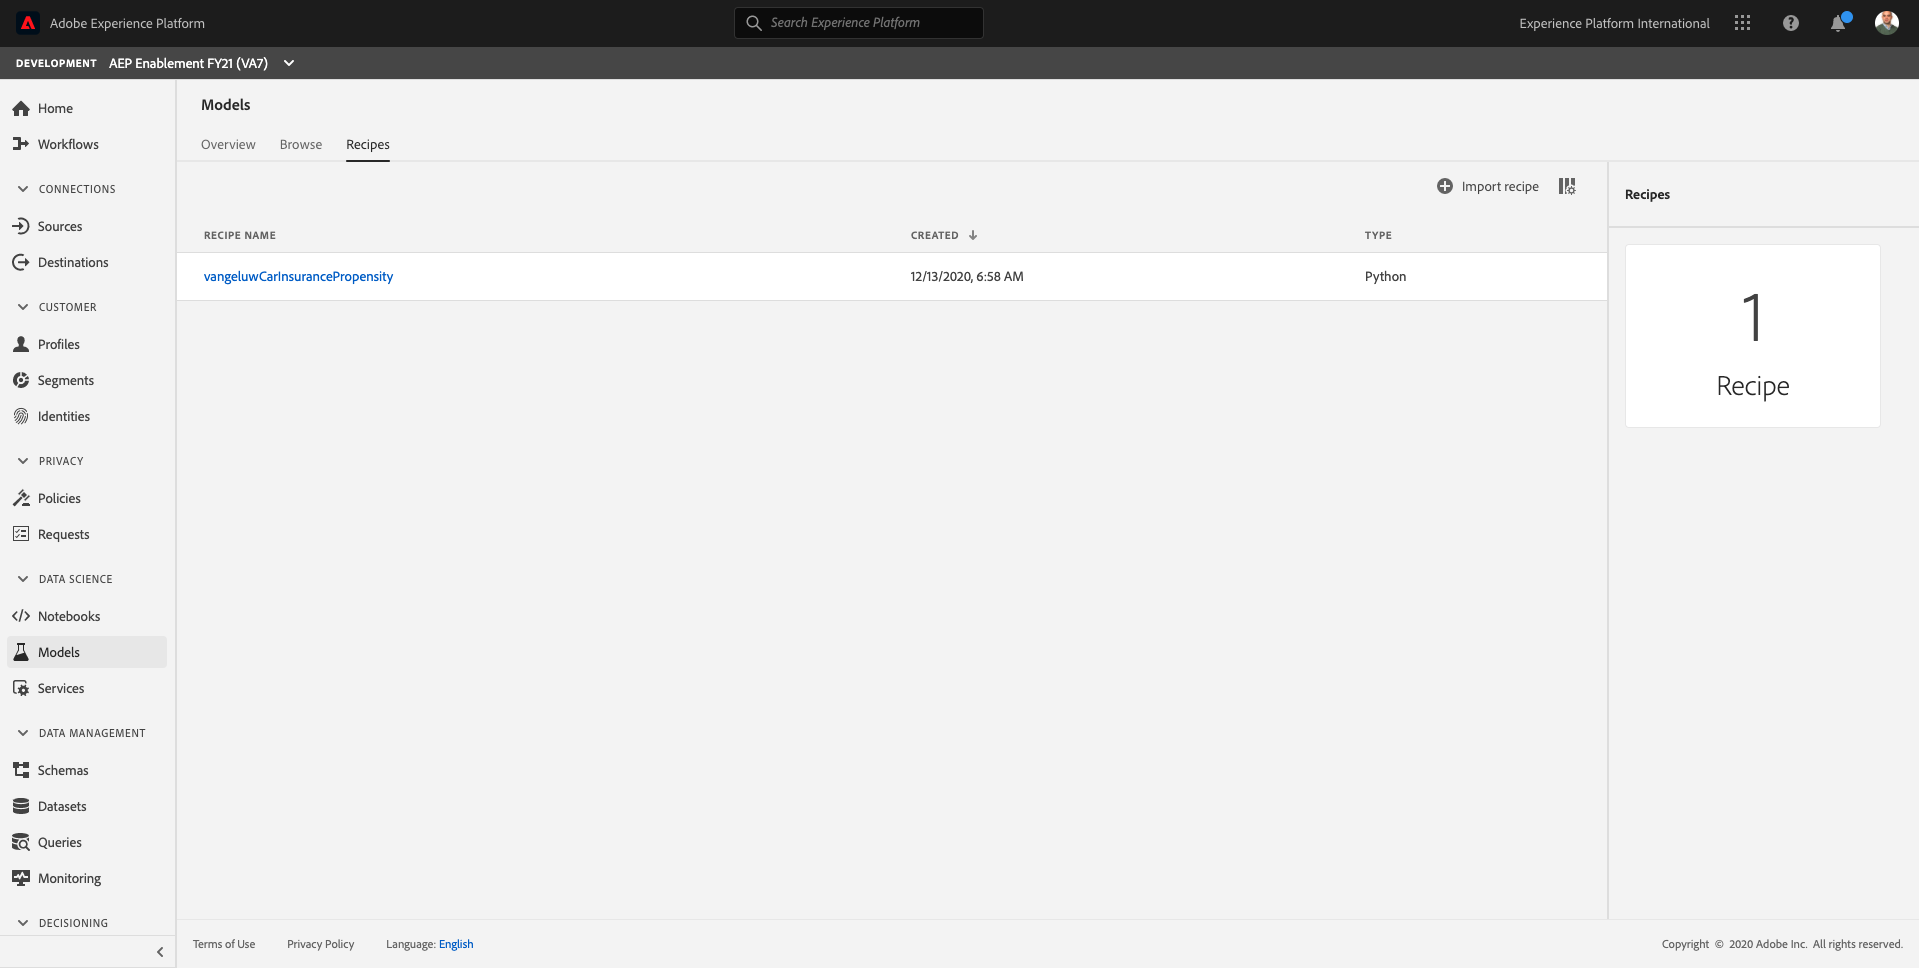 Adobe Experience Platform
Search Experience Platform
Experience Platform International
DEVELOPMENT AEP Enablement FY21 (VA7)
Home
Workflows
CONNECTIONS
Sources
Destinations
CUSTOMER
Profiles
Segments
Identities
PRIVACY
Policies
Requests
DATA SCIENCE
Notebooks
Models
Services
DATA MANAGEMENT
Schemas
Datasets
Queries
Monitoring
DECISIONING
Models
Overview Browse Recipes
Import recipe
RECIPE NAME CREATED TYPE
vangeluwCarInsurancePropensity 12/13/2020, 6:58 AM Python
Recipes
1
Recipe
Terms of Use Privacy Policy Language: English
Copyright © 2020 Adobe Inc. All rights reserved.